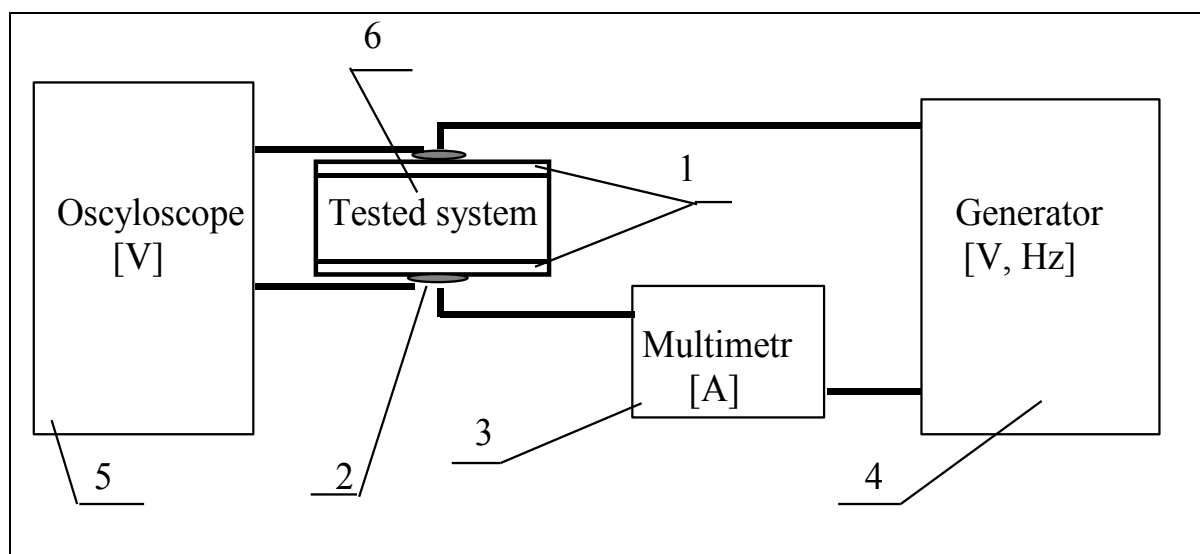 6
1
Oscyloscope
[V]
Tested system
Generator
[V, Hz]
Multimetr
[A]
3
5
2
4